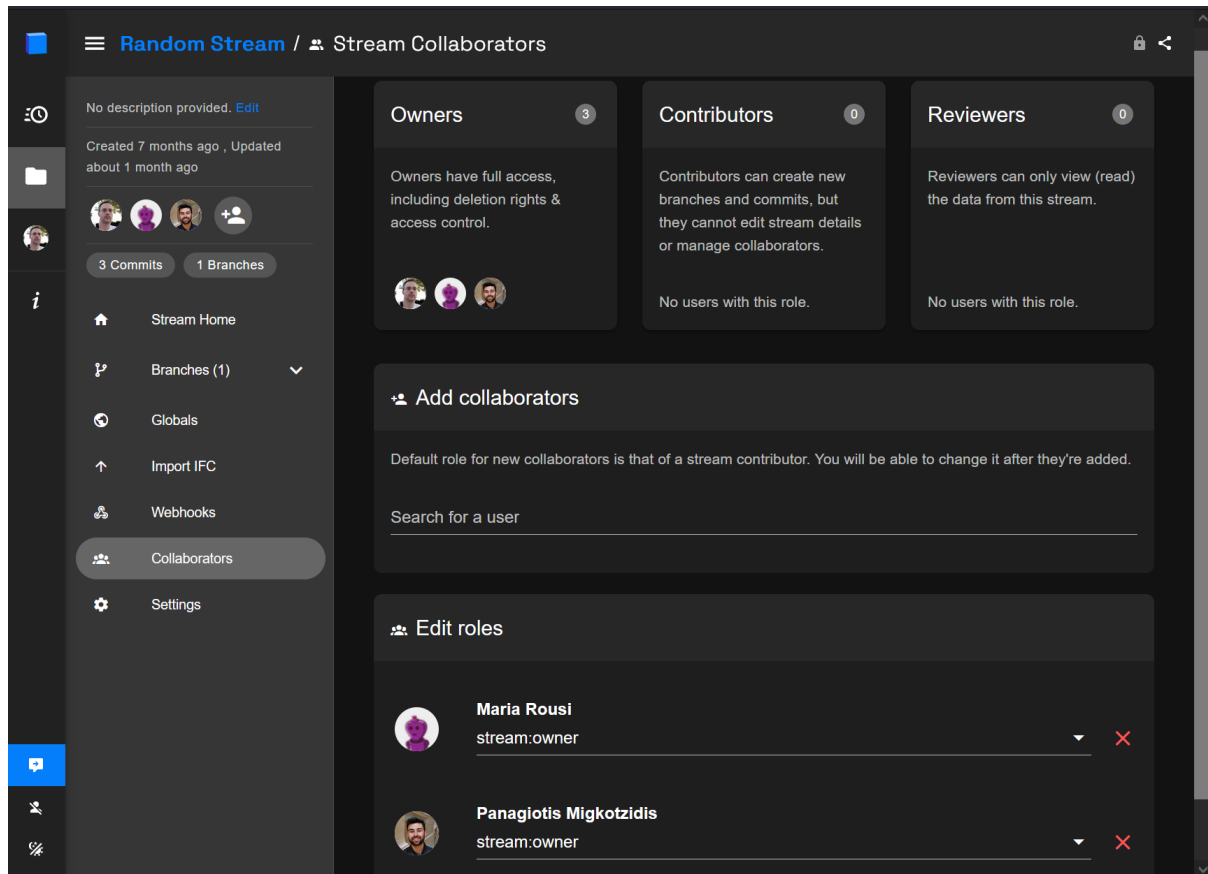 Random Stream / Stream Collaborators
No description provided. Edit
Created 7 months ago , Updated
about 1 month ago
3 Commits
1 Branches
Stream Home
Branches (1)
Globals
Import IFC
Webhooks
Collaborators
Settings
i
Owners
3
Owners have full access,
including deletion rights &
access control.
Contributors
0
Contributors can create new
branches and commits, but
they cannot edit stream details
or manage collaborators.
No users with this role.
Reviewers
0
Reviewers can only view (read)
the data from this stream.
No users with this role.
Add collaborators
Default role for new collaborators is that of a stream contributor. You will be able to change it after they're added.
Search for a user
Edit roles
Maria Rousi
stream:owner
Panagiotis Migkotzidis
stream:owner